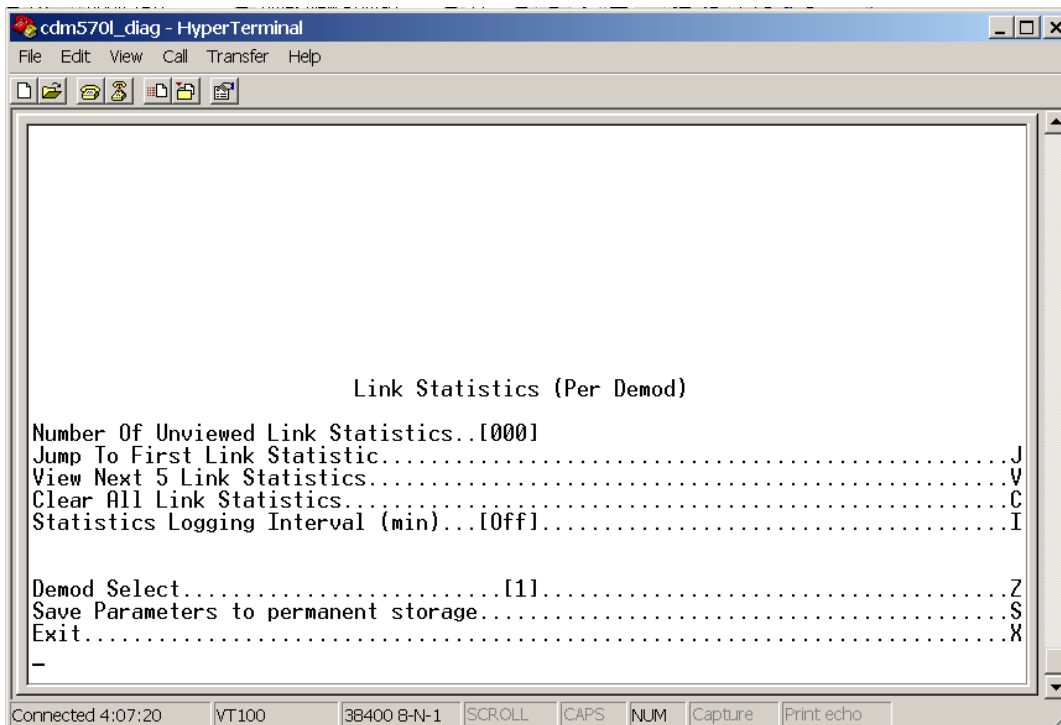 cdm570l_diag - HyperTerminal
File Edit View Call Transfer Help
Link Statistics (Per Demod)
Number Of Unviewed Link Statistics..[000]
Jump To First Link Statistic...................................................J
View Next 5 Link Statistics....................................................V
Clear All Link Statistics......................................................C
Statistics Logging Interval (min)...[Off]......................................I
Demod Select..........................[1]......................................Z
Save Parameters to permanent storage...........................................S
Exit...........................................................................X
_
Connected 4:07:20 VT100 38400 8-N-1 SCROLL CAPS NUM Capture Print echo